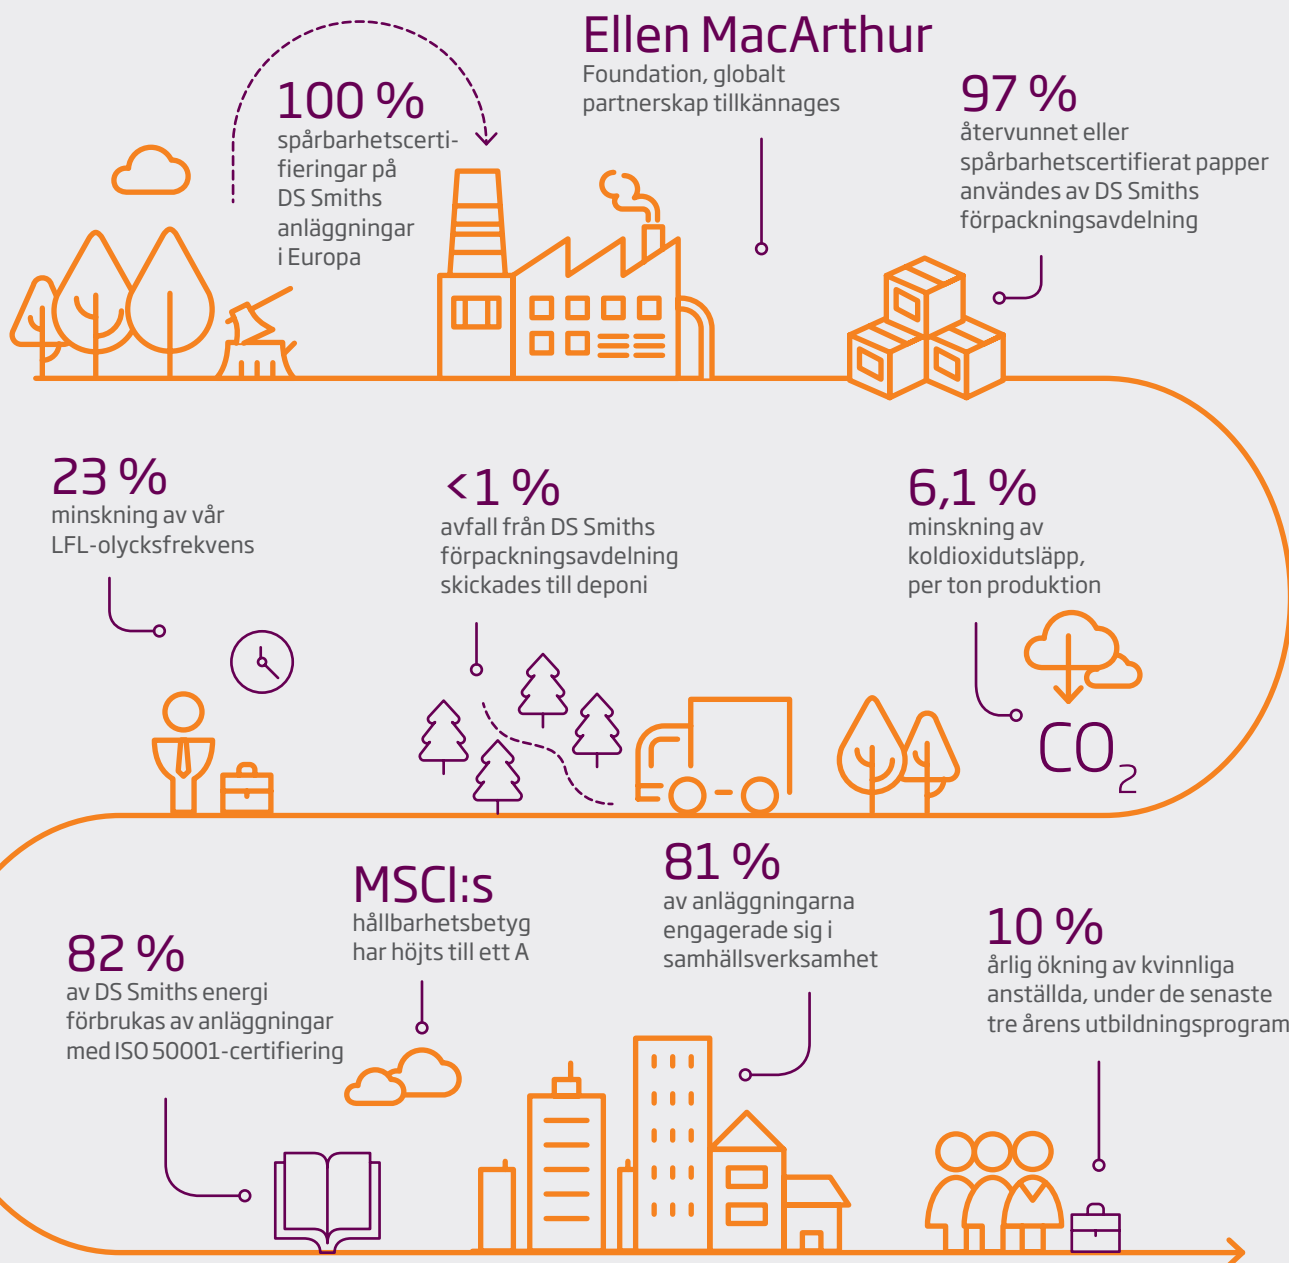 100 %
spårbarhetscerti-
fieringar på
DS Smiths
anläggningar
i Europa
Ellen MacArthur
Foundation, globalt
partnerskap tillkännages
97 %
återvunnet eller
spårbarhetscertifierat papper
användes av DS Smiths
förpackningsavdelning
23 %
minskning av vår
LFL-olycksfrekvens
<1 %
avfall från DS Smiths
förpackningsavdelning
skickades till deponi
6,1 %
minskning av
koldioxidutsläpp,
per ton produktion
CO₂
82 %
av DS Smiths energi
förbrukas av anläggningar
med ISO 50001-certifiering
MSCI:s
hållbarhetsbetyg
har höjts till ett A
81 %
av anläggningarna
engagerade sig i
samhällsverksamhet
10 %
årlig ökning av kvinnliga
anställda, under de senaste
tre årens utbildningsprogram